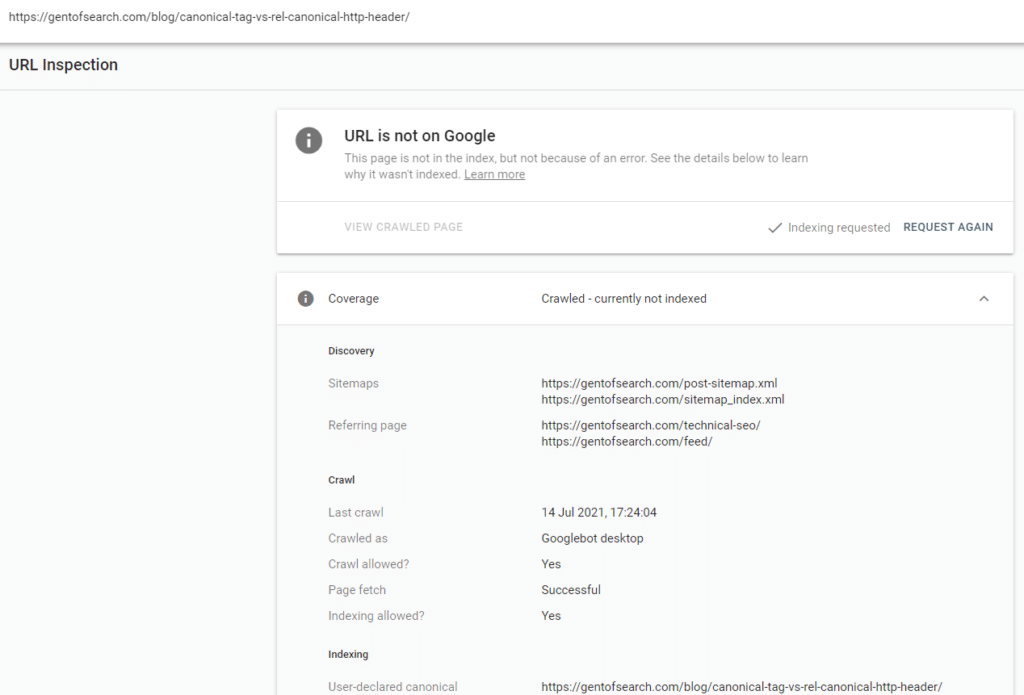 https://gentofsearch.com/blog/canonical-tag-vs-rel-canonical-http-header/
URL Inspection
URL is not on Google
This page is not in the index, but not because of an error. See the details below to learn
why it wasn't indexed. Learn more
VIEW CRAWLED PAGE
Indexing requested
REQUEST AGAIN
Coverage
Crawled - currently not indexed
Discovery
Sitemaps
https://gentofsearch.com/post-sitemap.xml
https://gentofsearch.com/sitemap_index.xml
Referring page
https://gentofsearch.com/technical-seo/
https://gentofsearch.com/feed/
Crawl
Last crawl
14 Jul 2021, 17:24:04
Crawled as
Googlebot desktop
Crawl allowed?
Yes
Page fetch
Successful
Indexing allowed?
Yes
Indexing
User-declared canonical
https://gentofsearch.com/blog/canonical-tag-vs-rel-canonical-http-header/